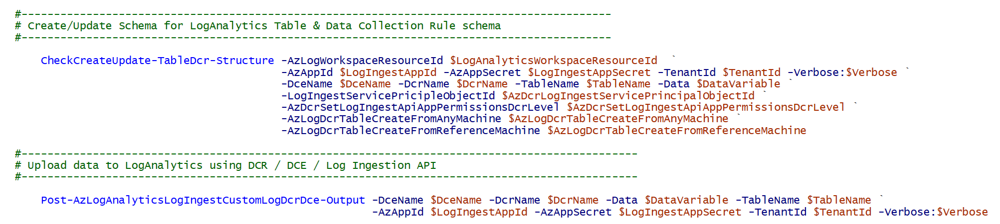 #-------------------------------------------------------------------------------------------
# Create/Update Schema for LogAnalytics Table & Data Collection Rule schema
#-------------------------------------------------------------------------------------------
CheckCreateUpdate-TableDcr-Structure -AzLogWorkspaceResourceId $LogAnalyticsWorkspaceResourceId  `
-AzAppId $LogIngestAppId -AzAppSecret $LogIngestAppSecret -TenantId $TenantId -Verbose:$Verbose `
-DceName $DceName -DcrName $DcrName -TableName $TableName -Data $DataVariable `
-LogIngestServicePricipleObjectId $AzDcrLogIngestServicePrincipalObjectId `
-AzDcrSetLogIngestApiAppPermissionsDcrLevel $AzDcrSetLogIngestApiAppPermissionsDcrLevel `
-AzLogDcrTableCreateFromAnyMachine $AzLogDcrTableCreateFromAnyMachine `
-AzLogDcrTableCreateFromReferenceMachine $AzLogDcrTableCreateFromReferenceMachine
#-----------------------------------------------------------------------------------------------
# Upload data to LogAnalytics using DCR / DCE / Log Ingestion API
#-----------------------------------------------------------------------------------------------
Post-AzLogAnalyticsLogIngestCustomLogDcrDce-Output -DceName $DceName -DcrName $DcrName -Data $DataVariable -TableName $TableName `
-AzAppId $LogIngestAppId -AzAppSecret $LogIngestAppSecret -TenantId $TenantId -Verbose:$Verbose